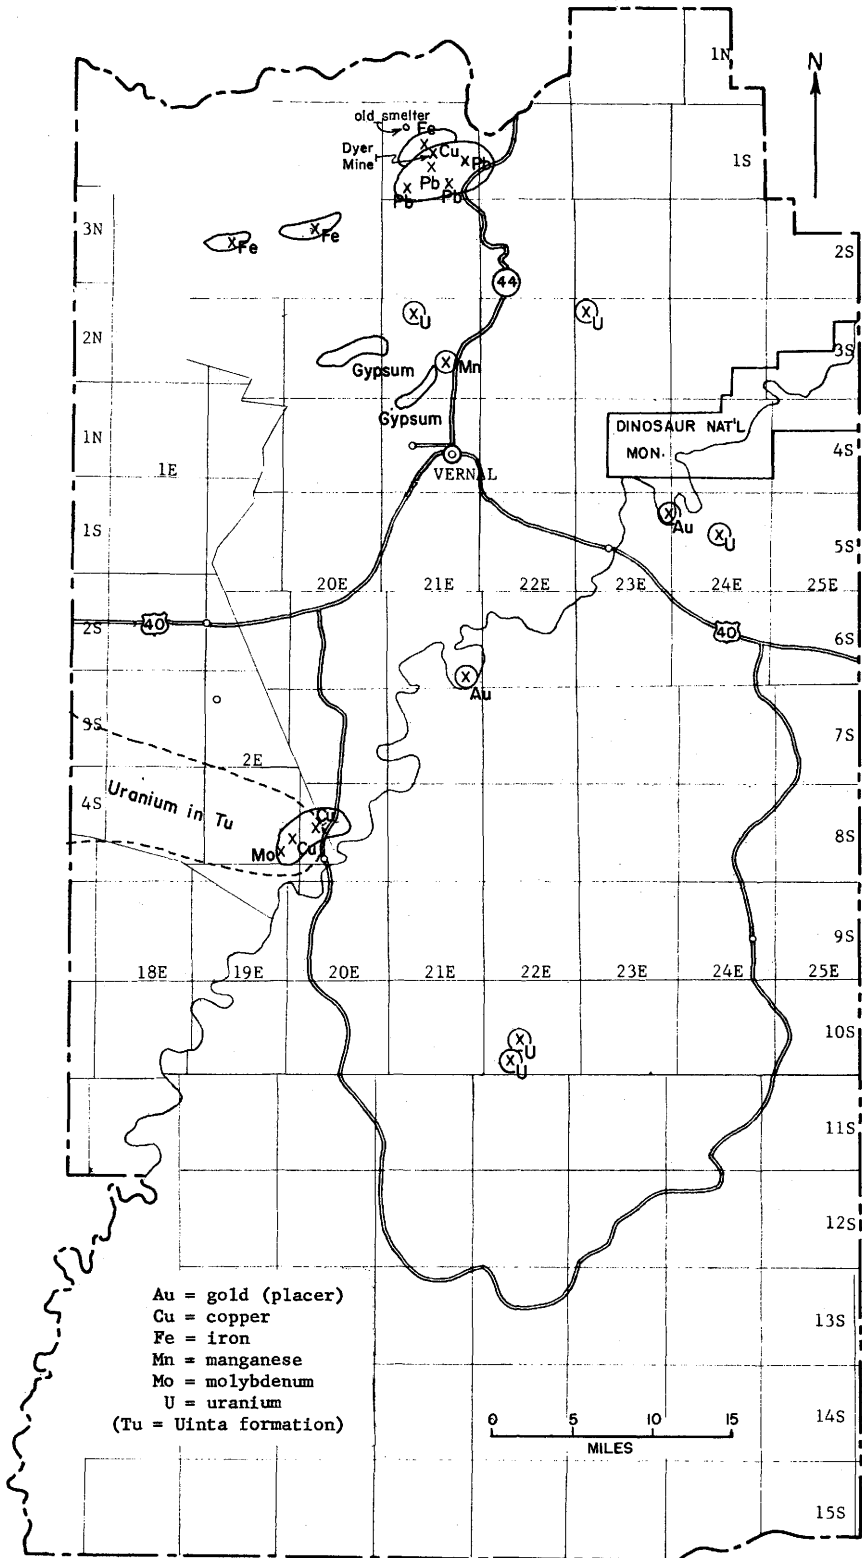 1N
N
old smelter
Fe
Dyer
Mine
Cu
Pb
1S
Pb
Pb
Pb
3N
Fe
Fe
2S
44
U
U
2N
Gypsum
Mn
3S
Gypsum
DINOSAUR NAT'L
MON.
1N
4S
1E
VERNAL
Au
U
1S
5S
20E
21E
22E
23E
24E
25E
40
2S
40
6S
Au
3S
7S
2E
Uranium in Tu
4S
Cu
8S
Mo
Cu
9S
18E
19E
20E
21E
22E
23E
24E
25E
10S
U
U
11S
12S
Au = gold (placer)
Cu = copper
Fe = iron
Mn = manganese
Mo = molybdenum
U = uranium
(Tu = Uinta formation)
13S
14S
0 5 10 15
MILES
15S